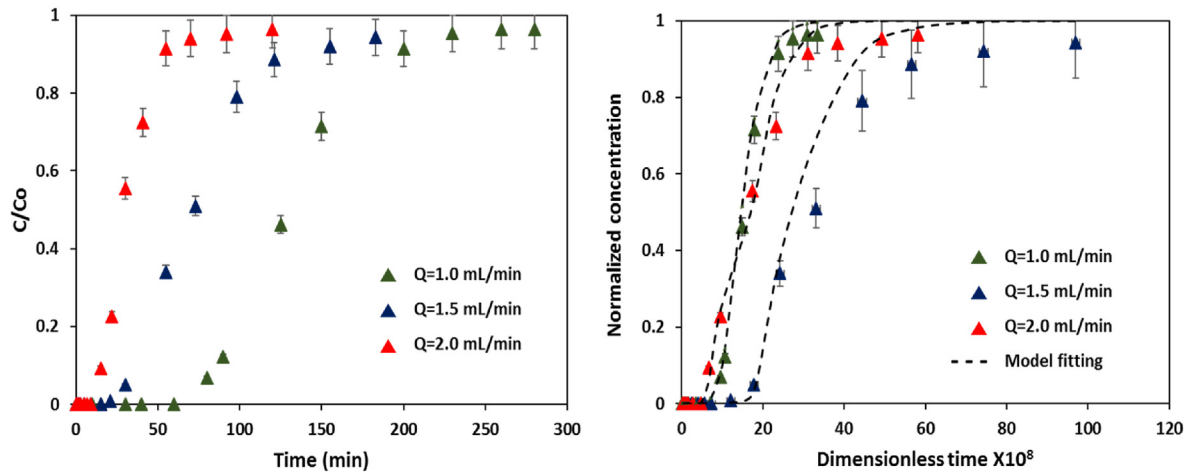 1
0.8
0.6
0.4
0.2
0
C/Co
0
50
100
150
200
250
300
Time (min)
Q=1.0 mL/min
Q=1.5 mL/min
Q=2.0 mL/min
1
0.8
0.6
0.4
0.2
0
Normalized concentration
0
20
40
60
80
100
120
Dimensionless time X10⁸
Q=1.0 mL/min
Q=1.5 mL/min
Q=2.0 mL/min
Model fitting